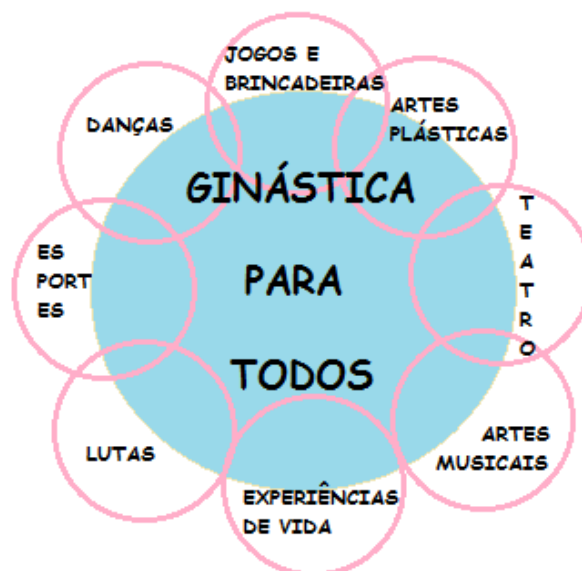 JOGOS E
BRINCADEIRAS
ARTES
PLÁSTICAS
DANÇAS
GINÁSTICA
PARA
TODOS
T
E
A
T
R
O
ES
PORT
ES
LUTAS
ARTES
MUSICAIS
EXPERIÊNCIAS
DE VIDA